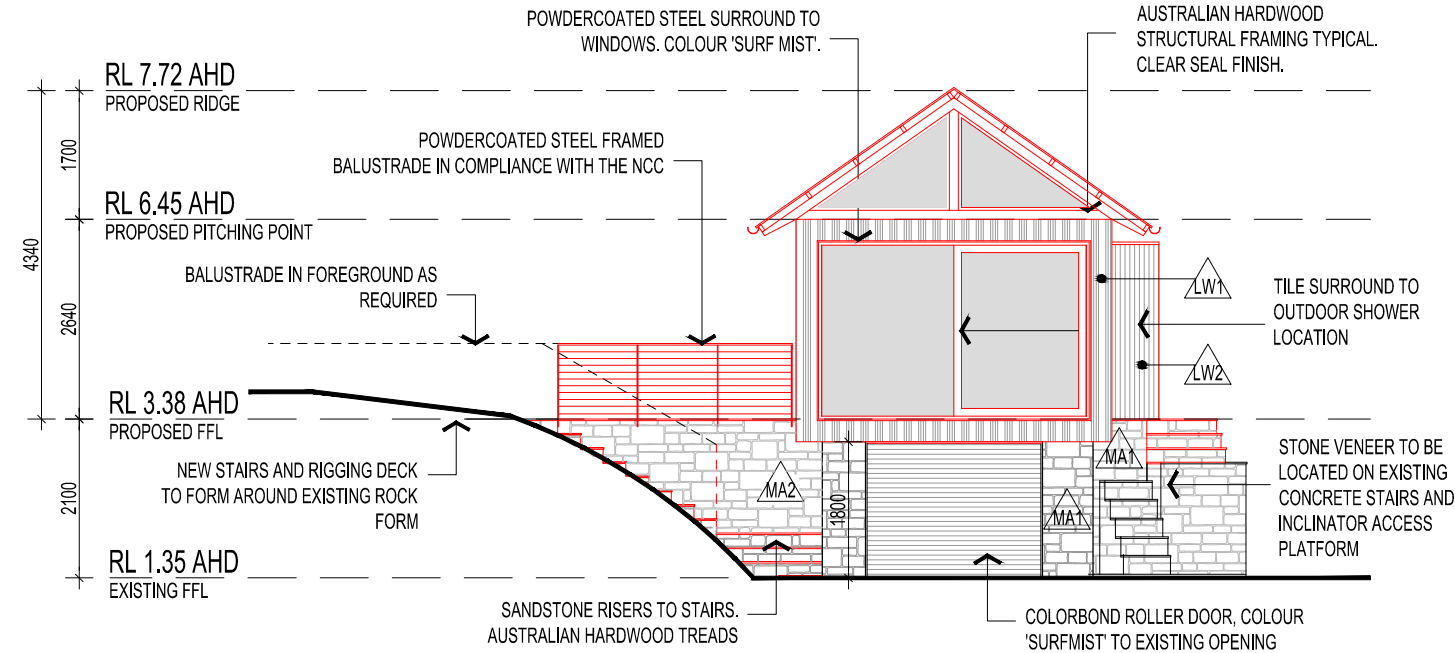 POWDERCOATED STEEL SURROUND TO
WINDOWS. COLOUR 'SURF MIST'.
AUSTRALIAN HARDWOOD
STRUCTURAL FRAMING TYPICAL.
CLEAR SEAL FINISH.
RL 7.72 AHD
PROPOSED RIDGE
1700
POWDERCOATED STEEL FRAMED
BALUSTRADE IN COMPLIANCE WITH THE NCC
RL 6.45 AHD
PROPOSED PITCHING POINT
4340
2640
BALUSTRADE IN FOREGROUND AS
REQUIRED
LW1
TILE SURROUND TO
OUTDOOR SHOWER
LOCATION
LW2
RL 3.38 AHD
PROPOSED FFL
NEW STAIRS AND RIGGING DECK
TO FORM AROUND EXISTING ROCK
FORM
2100
MA2
1800
MA1
MA1
STONE VENEER TO BE
LOCATED ON EXISTING
CONCRETE STAIRS AND
INCLINATOR ACCESS
PLATFORM
RL 1.35 AHD
EXISTING FFL
SANDSTONE RISERS TO STAIRS.
AUSTRALIAN HARDWOOD TREADS
COLORBOND ROLLER DOOR, COLOUR
'SURFMIST' TO EXISTING OPENING